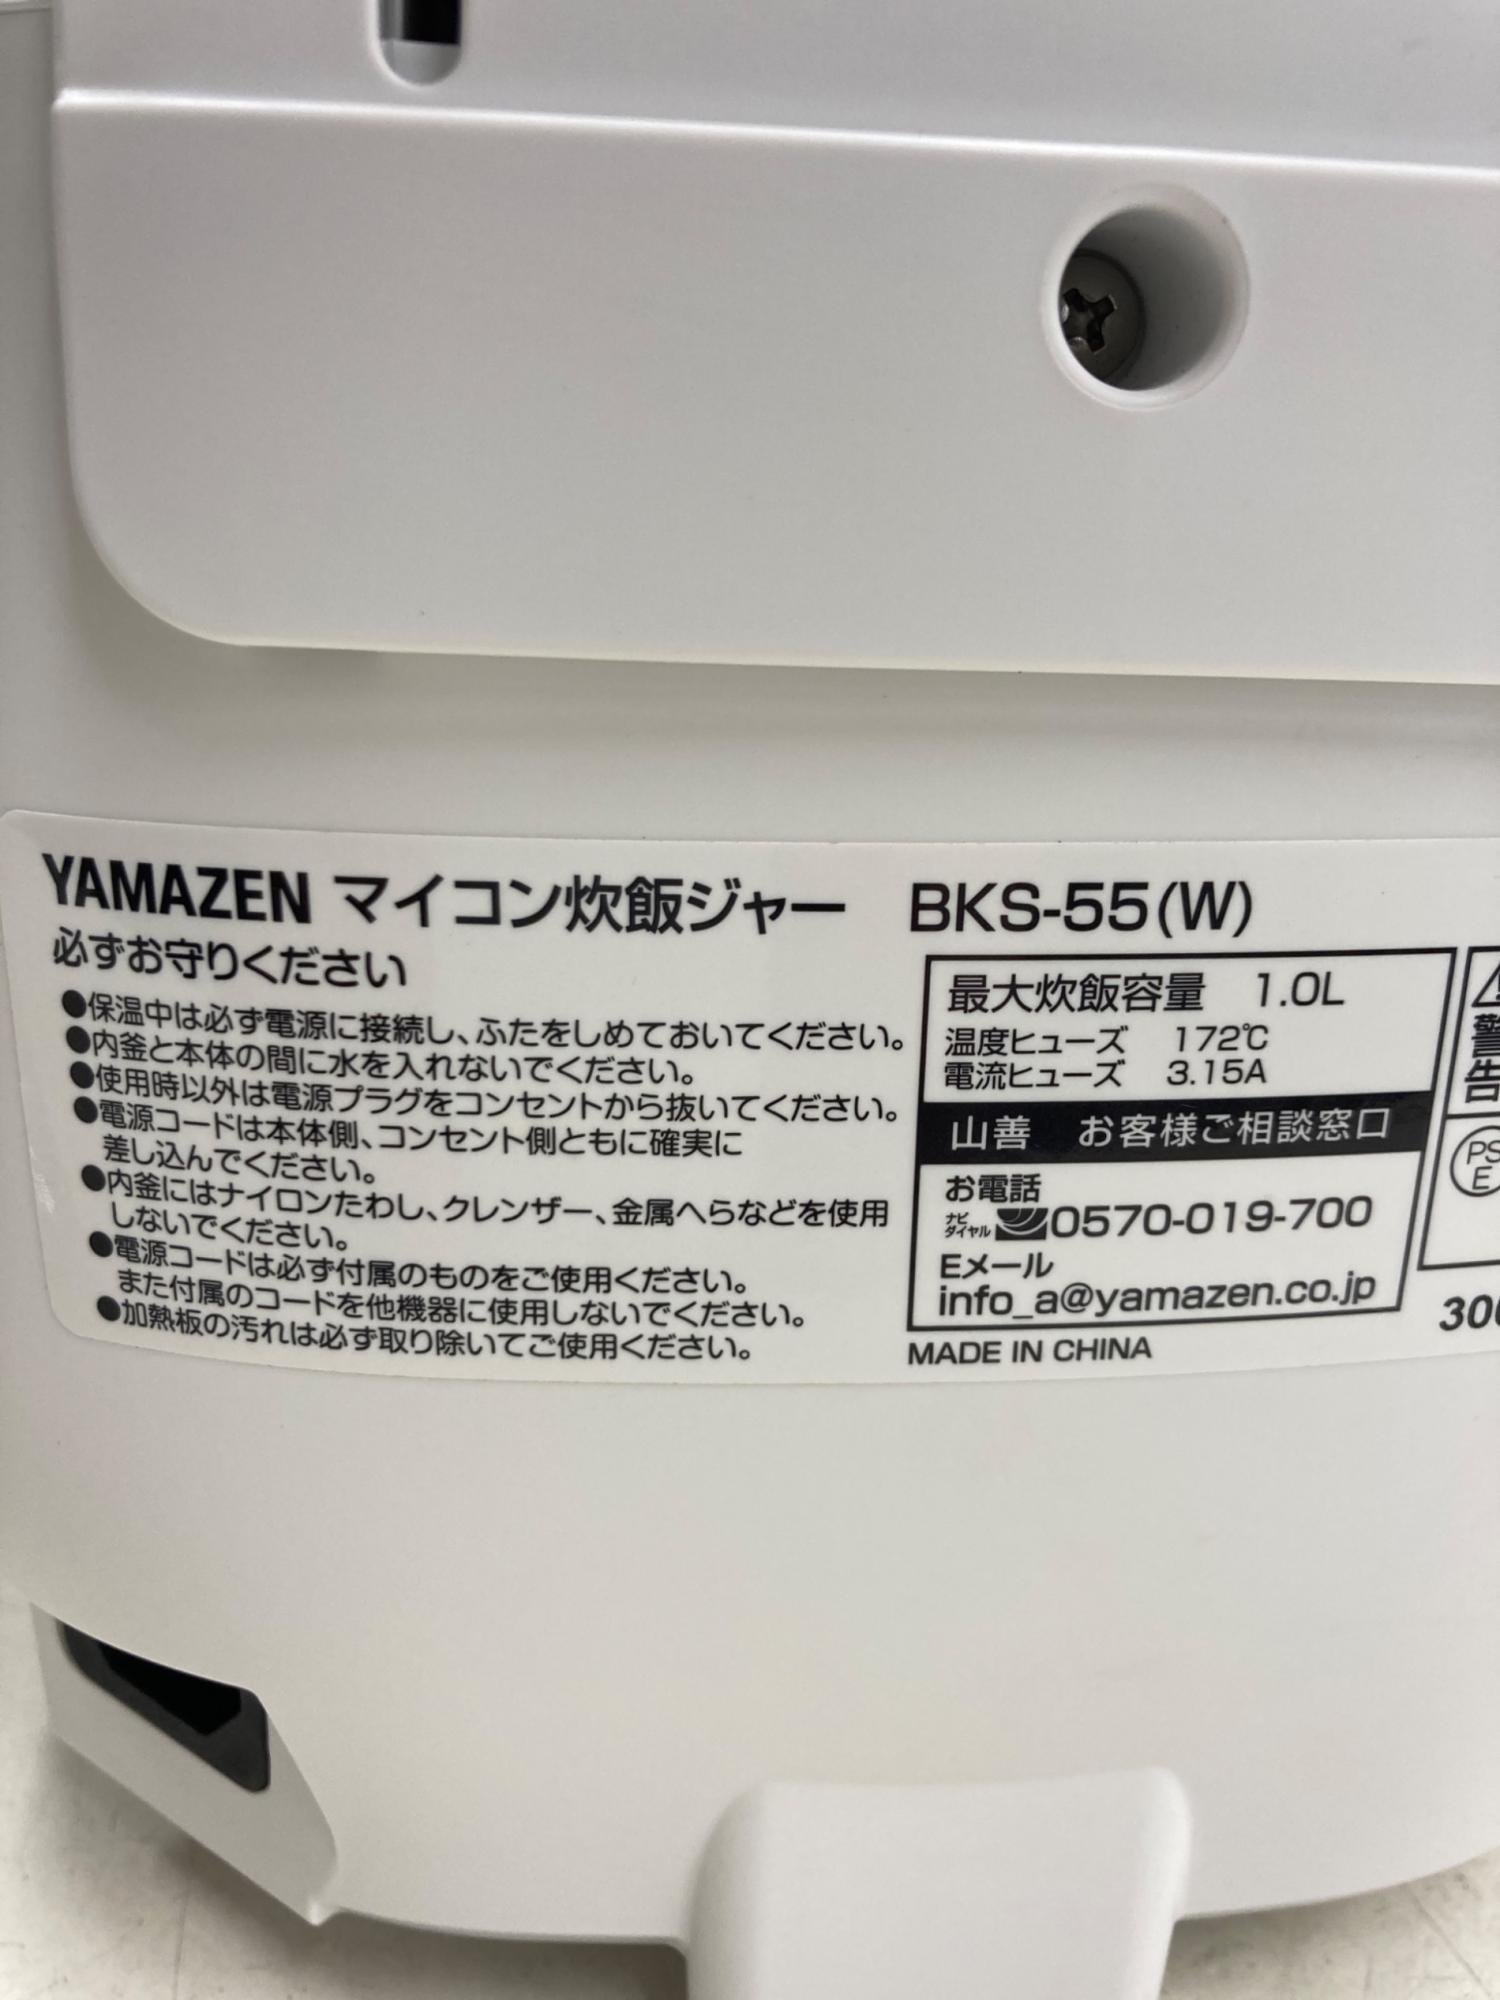 YAMAZEN マイコン炊飯ジャー BKS-55(W)
必ずお守りください
●保温中は必ず電源に接続し、ふたをしめておいてください。
●内釜と本体の間に水を入れないでください。
●使用時以外は電源プラグをコンセントから抜いてください。
●電源コードは本体側、コンセント側ともに確実に
差し込んでください。
●内釜にはナイロンたわし、クレンザー、金属へらなどを使用
しないでください。
●電源コードは必ず付属のものをご使用ください。
また付属のコードを他機器に使用しないでください。
●加熱板の汚れは必ず取り除いてご使用ください。
最大炊飯容量 1.0L
温度ヒューズ 172℃
電流ヒューズ 3.15A
山善 お客様ご相談窓口
お電話
ナビ
ダイヤル 0570-019-700
Eメール
info_a@yamazen.co.jp
MADE IN CHINA
警
告
PS
E